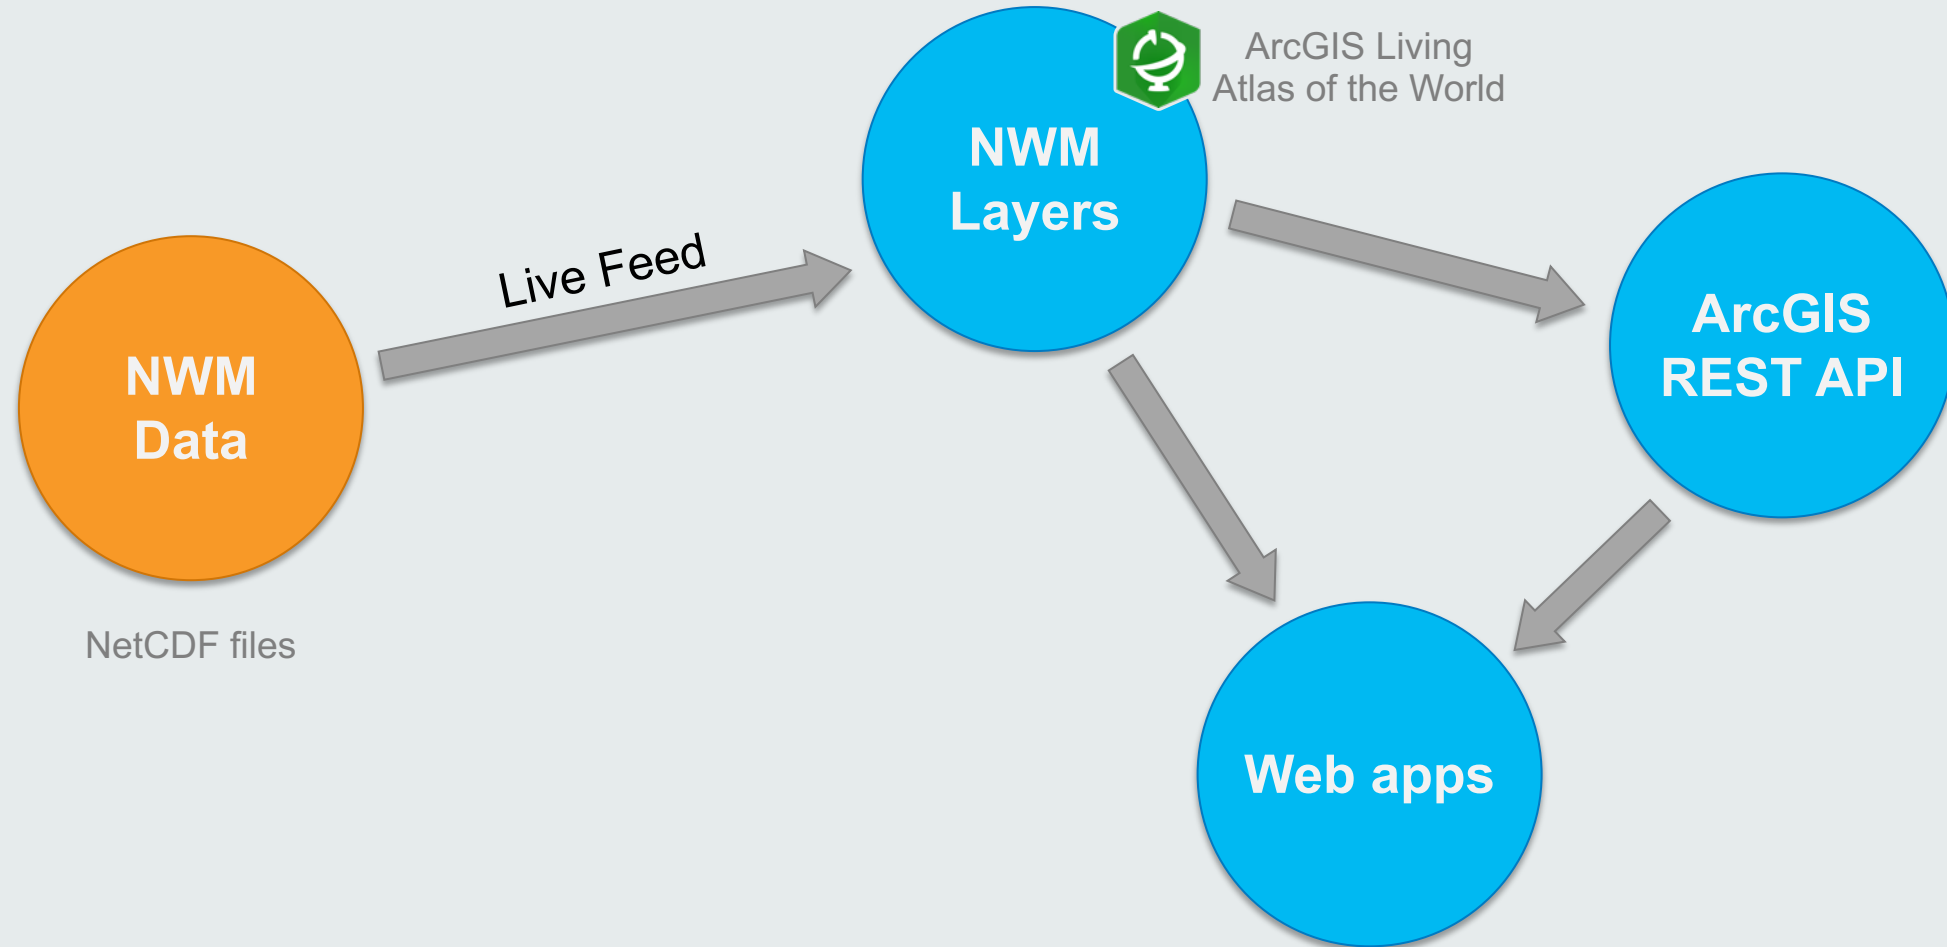 ArcGIS Living
Atlas of the World
NWM
Layers
Live Feed
ArcGIS
REST API
NWM
Data
NetCDF files
Web apps